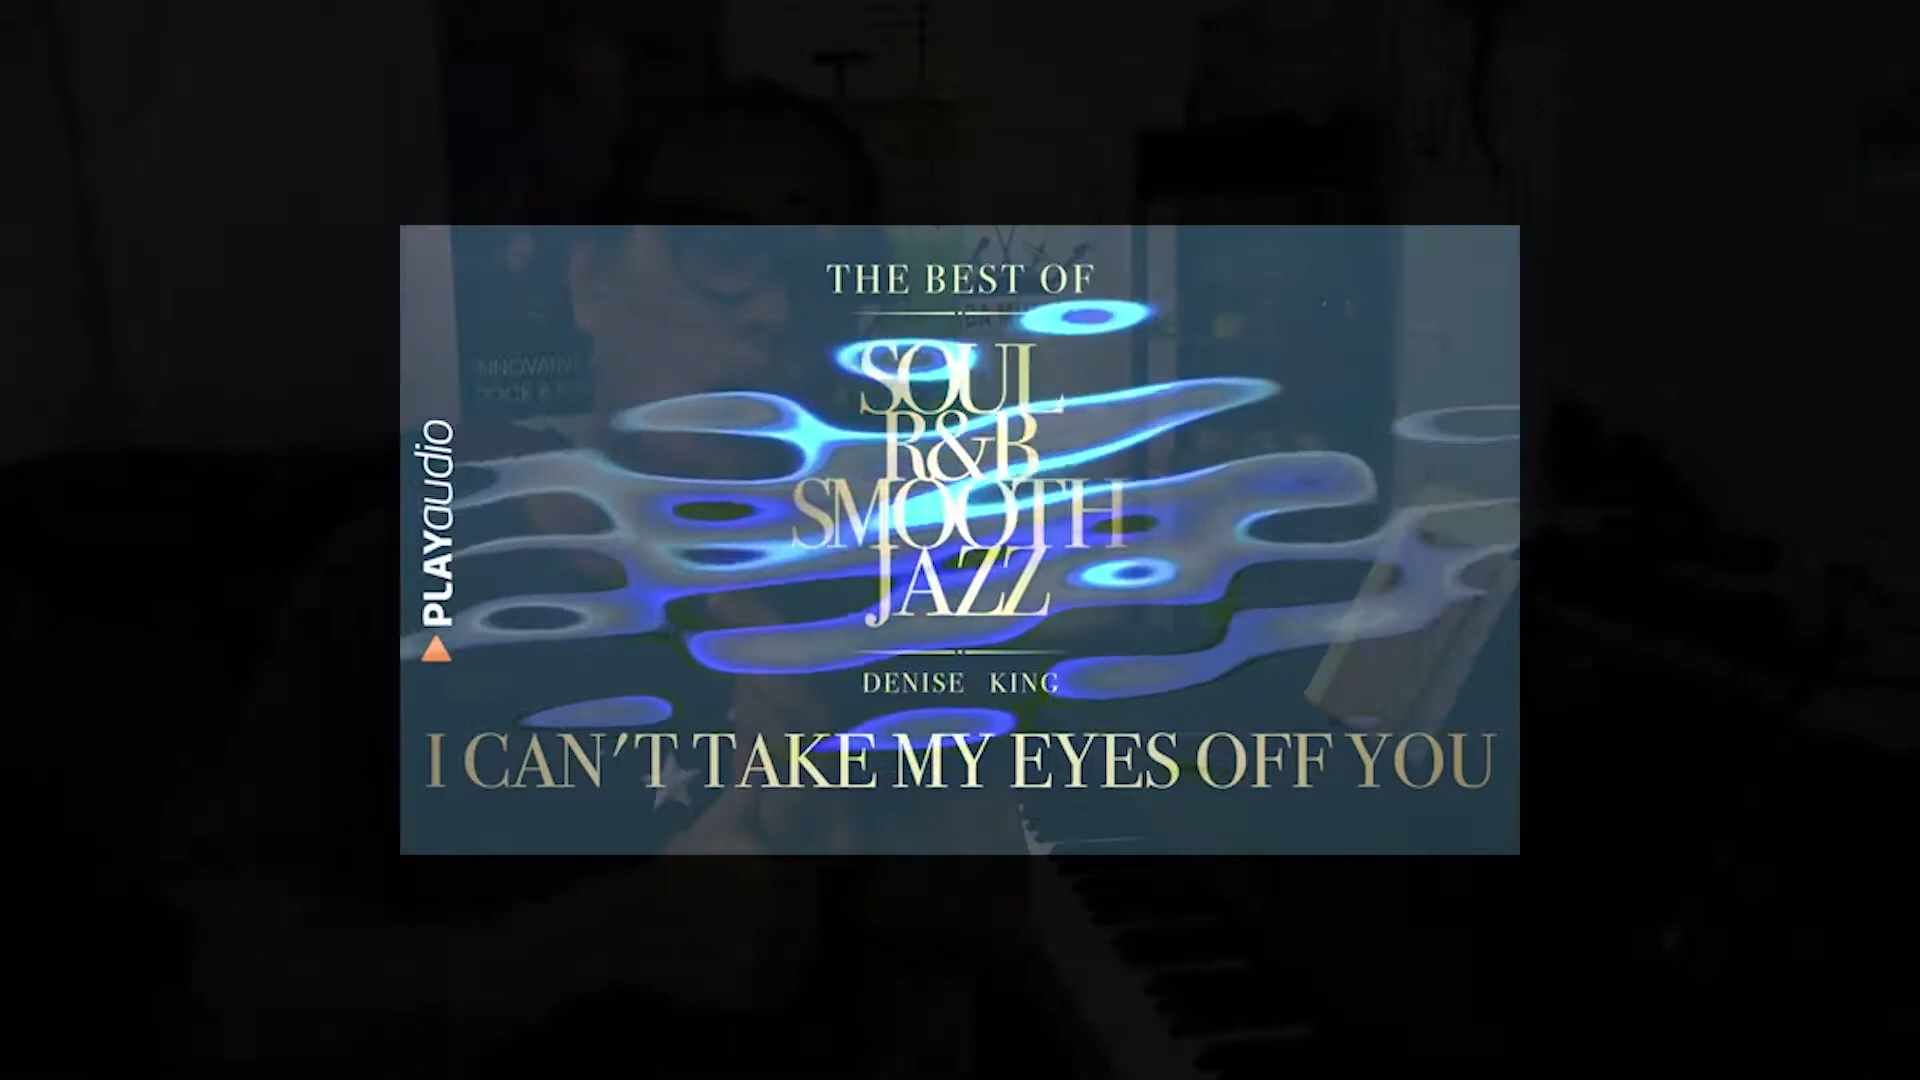 THE BEST OF
SOUL
R&B
SMOOTH
JAZZ
DENISE KING
I CAN'T TAKE MY EYES OFF YOU
PLAYaudio